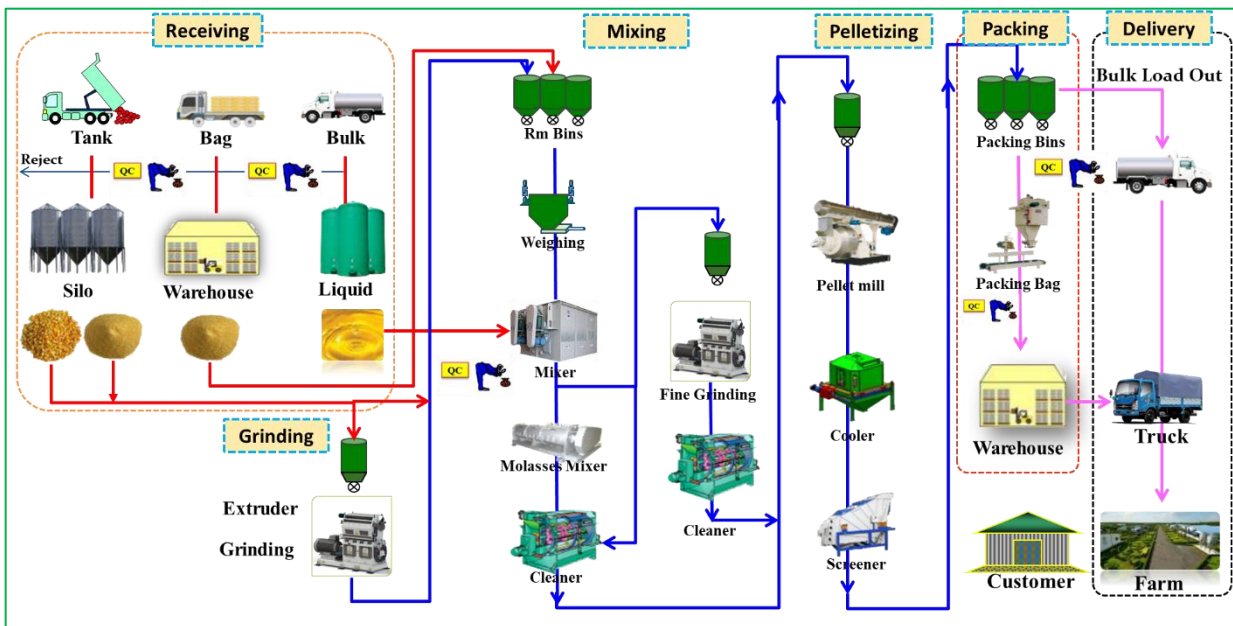 Receiving
Mixing
Pelletizing
Packing
Delivery
Tank
Bag
Bulk
Reject
QC
QC
Silo
Warehouse
Liquid
Grinding
Extruder
Grinding
Rm Bins
Weighing
Mixer
QC
Molasses Mixer
Cleaner
Fine Grinding
Cleaner
Pellet mill
Cooler
Screener
Packing Bins
Packing Bag
QC
Warehouse
Bulk Load Out
QC
Truck
Customer
Farm